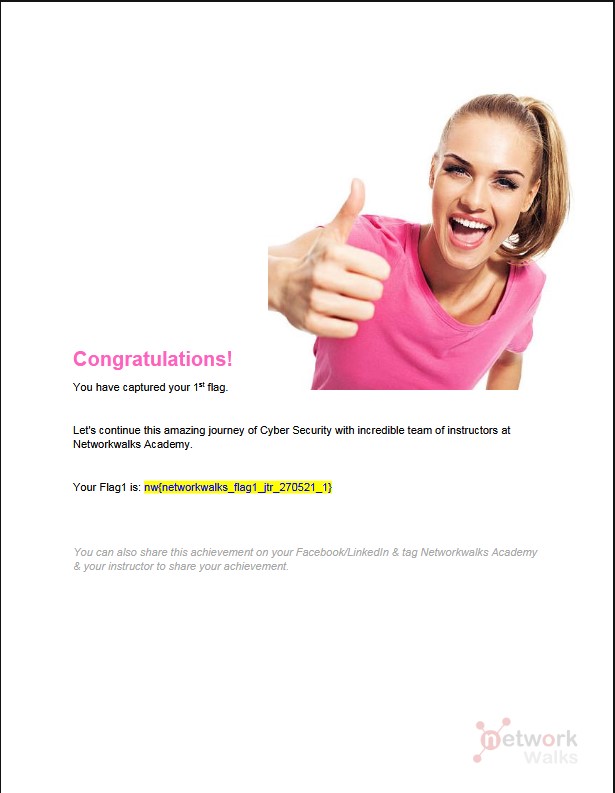 Congratulations!
You have captured your 1st flag.
Let's continue this amazing journey of Cyber Security with incredible team of instructors at
Networkwalks Academy.
Your Flag1 is: nw{networkwalks_flag1_jtr_270521_1}
You can also share this achievement on your Facebook/LinkedIn & tag Networkwalks Academy
& your instructor to share your achievement.
network
Walks